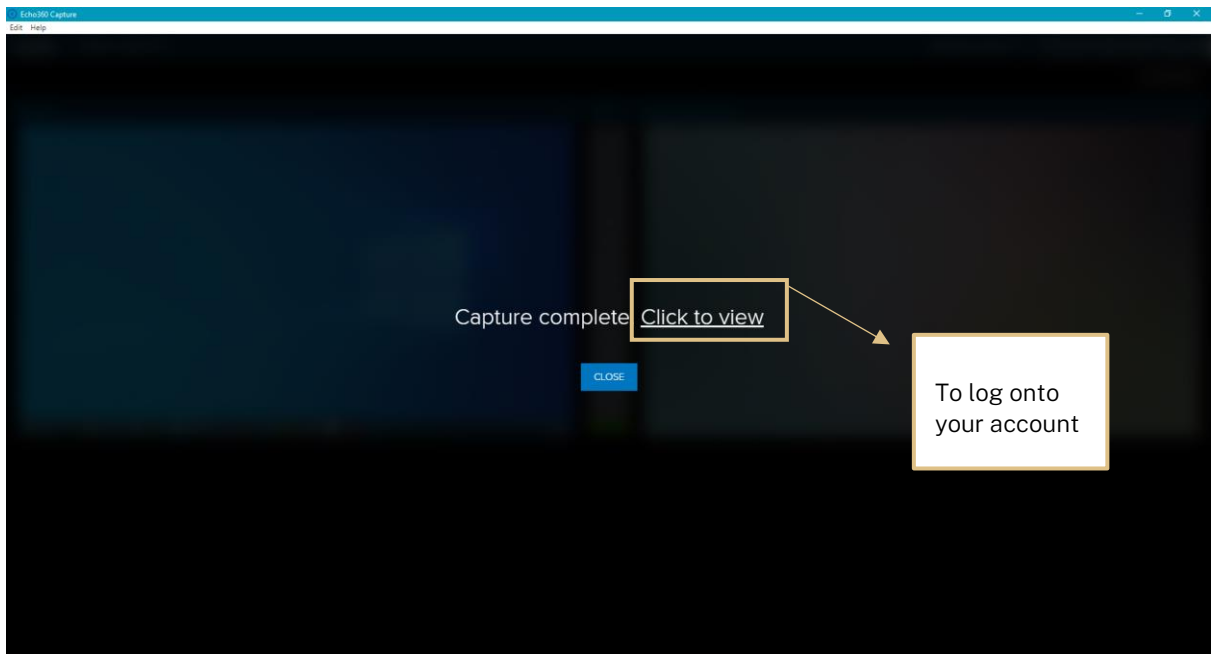 Echo360 Capture
Edit Help
Capture complete Click to view
CLOSE
To log onto
your account